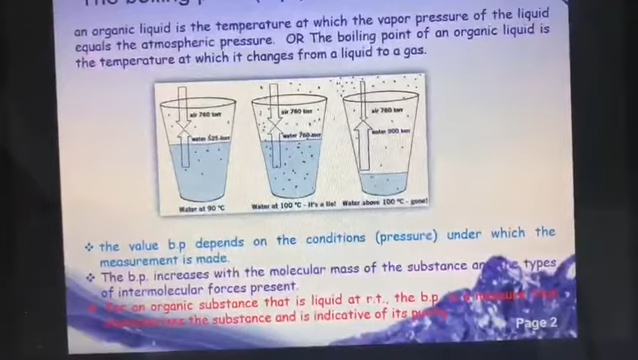 an organic liquid is the temperature at which the vapor pressure of the liquid
equals the atmospheric pressure. OR The boiling point of an organic liquid is
the temperature at which it changes from a liquid to a gas.
air 760 torr air 760 torr air 760 torr
water 525 torr water 760 torr water 900 torr
Water at 90 °C Water at 100 °C - It's a tie! Water above 100 °C - gone!
❖ the value b.p depends on the conditions (pressure) under which the
measurement is made.
❖ The b.p. increases with the molecular mass of the substance types
of intermolecular forces present.
For an organic substance that is liquid at r.t., the b.p.
the substance and is indicative of its
Page 2